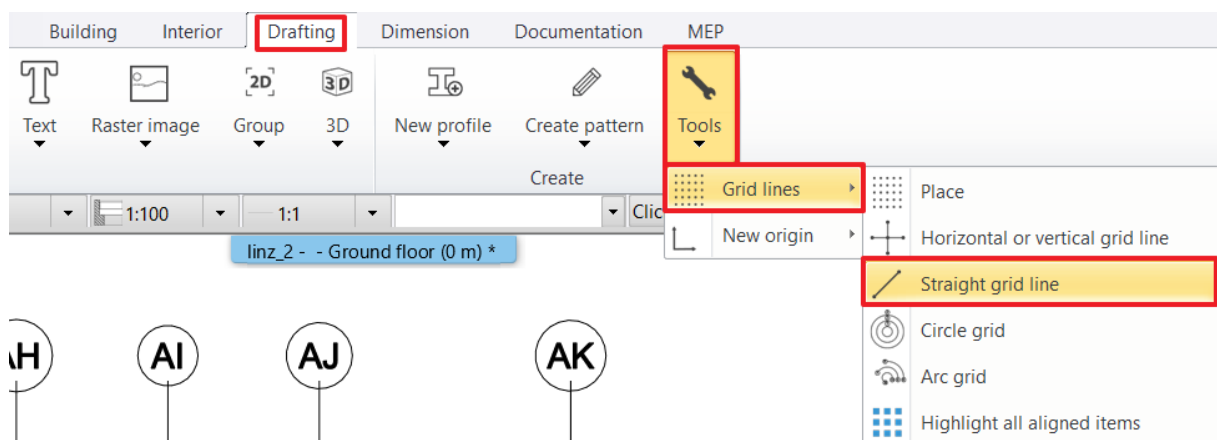 Building Interior Drafting Dimension Documentation MEP
T 2D 3D
Text Raster image Group 3D New profile Create pattern Tools
Create
Grid lines
Place
1:100 1:1 Clic
New origin
Horizontal or vertical grid line
linz_2 - - Ground floor (0 m) *
Straight grid line
Circle grid
AH AI AJ AK
Arc grid
Highlight all aligned items